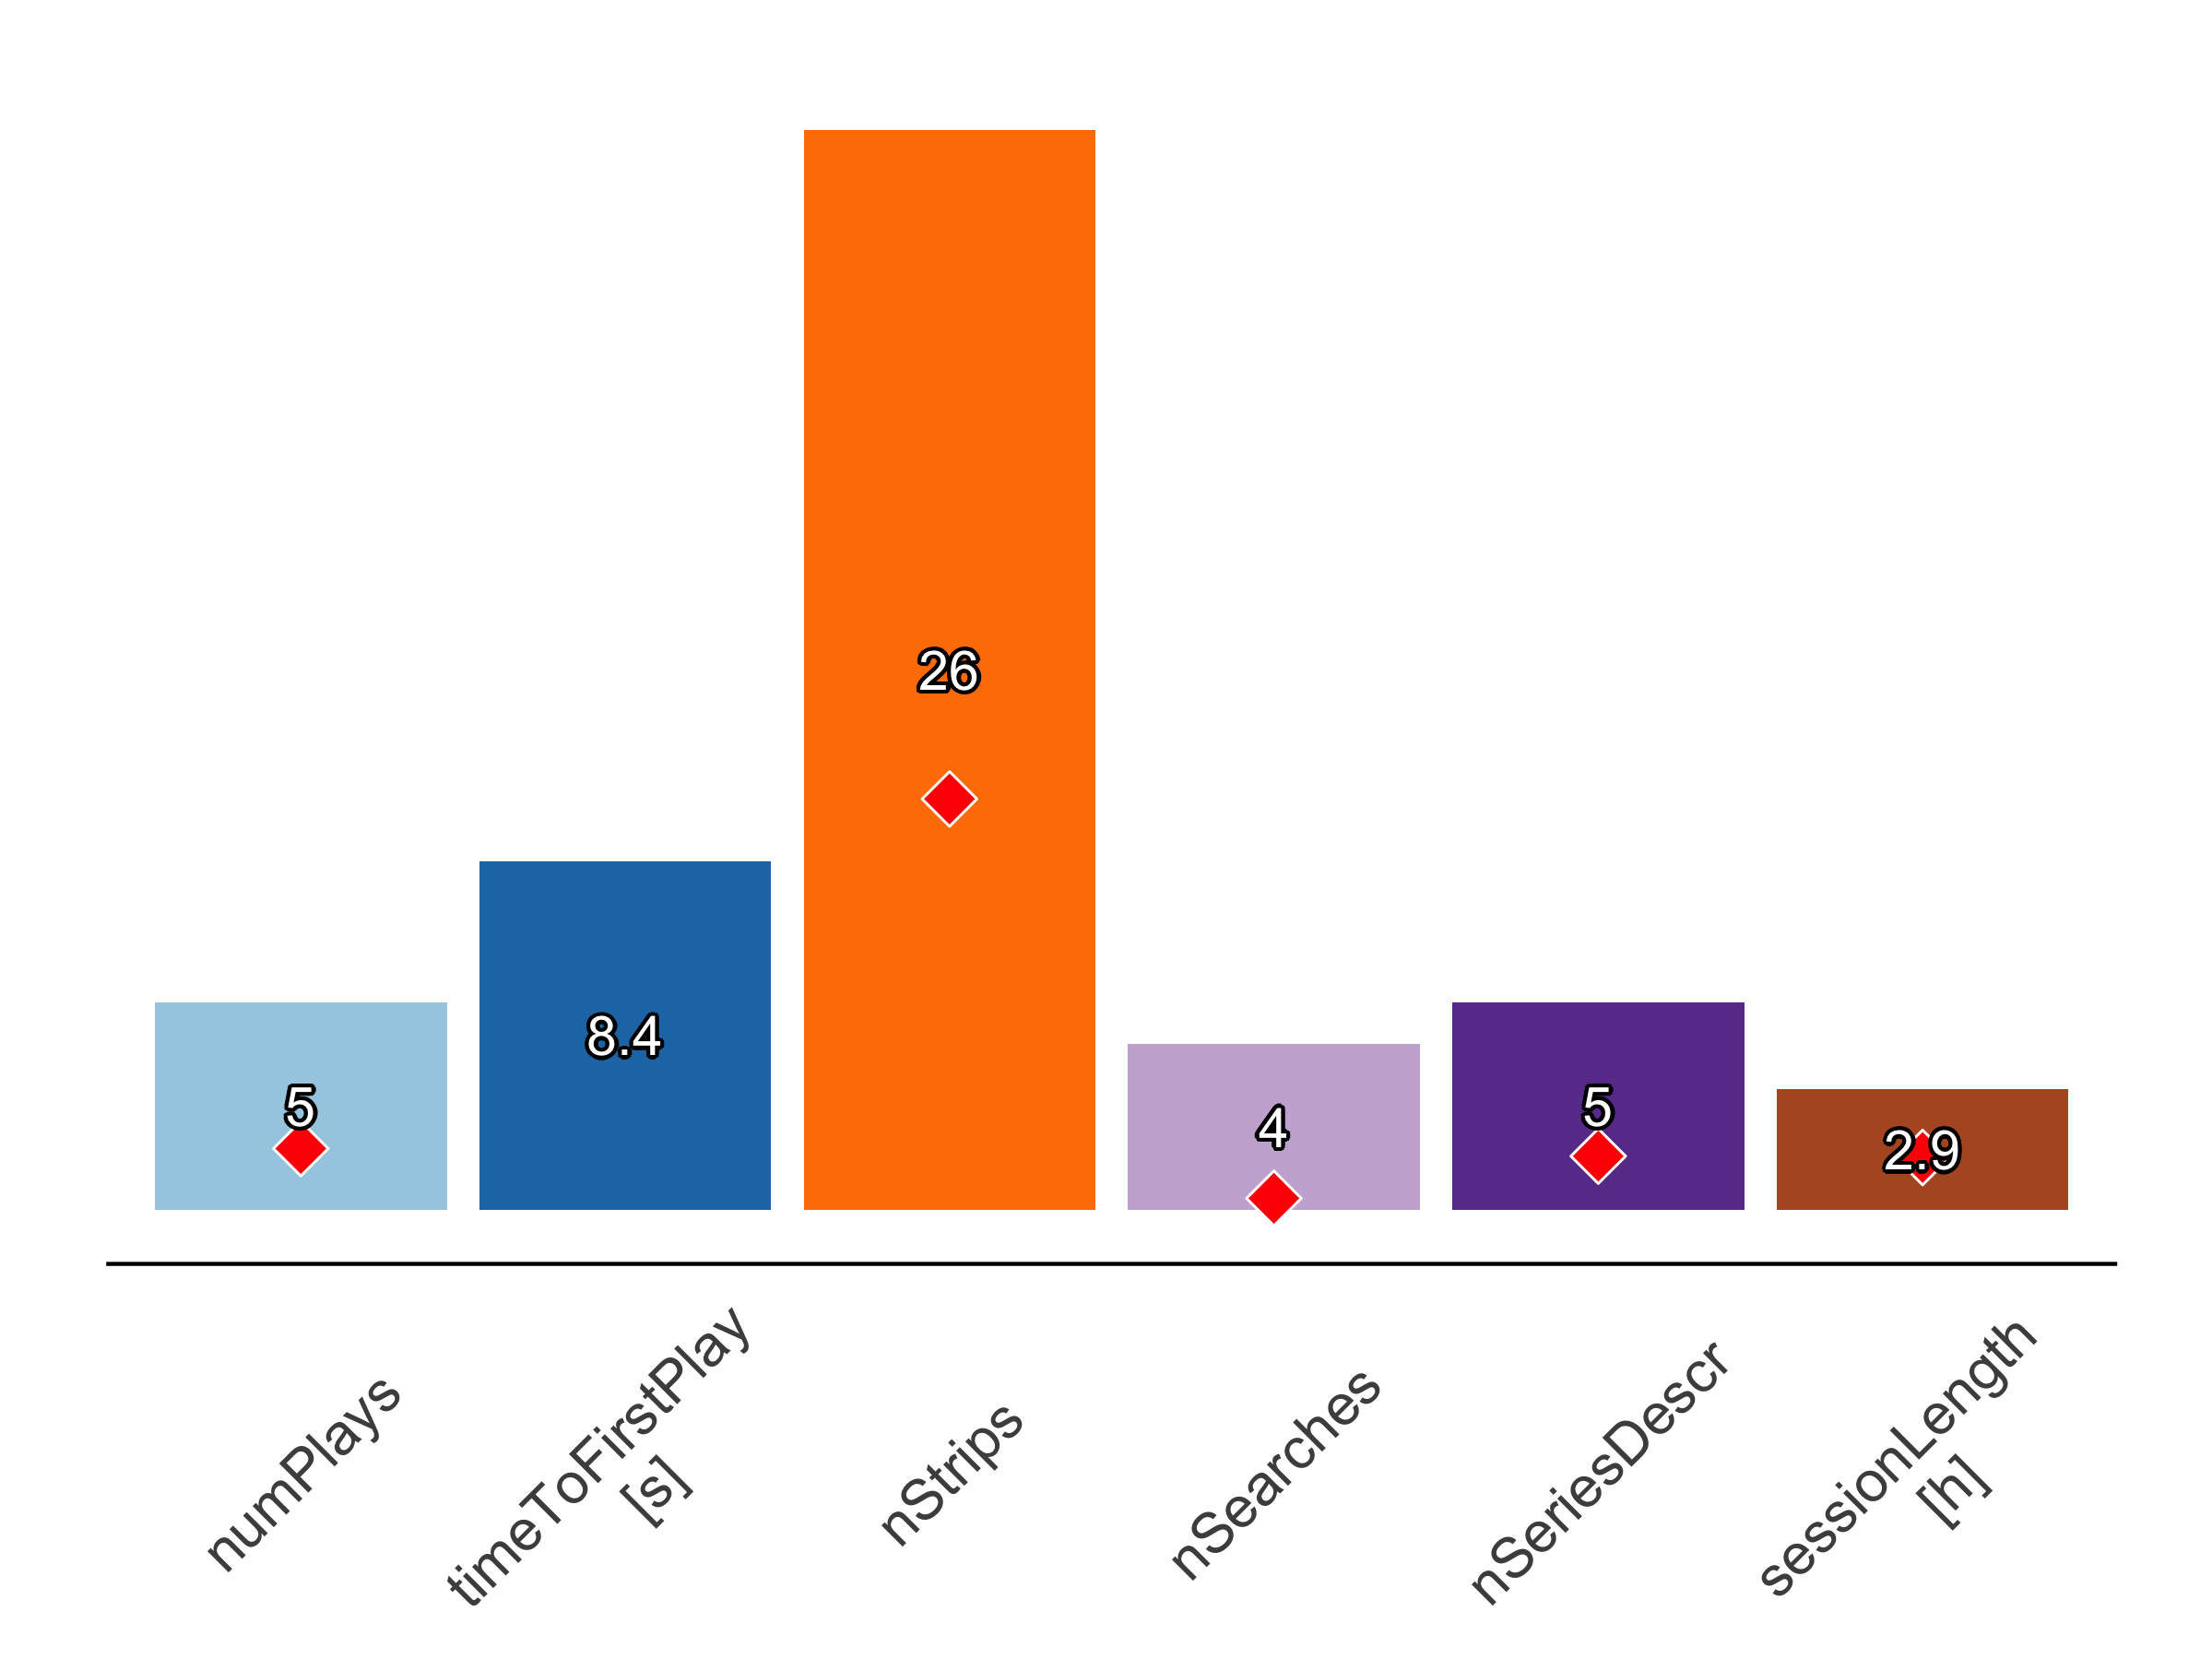 26
8.4
5
4
5
2.9
numPlays
timeToFirstPlay
[s]
nStrips
nSearches
nSeriesDescr
sessionLength
[h]